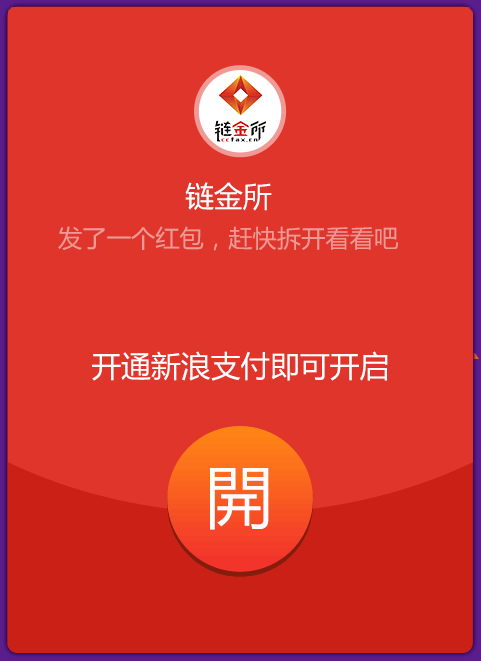 链金所
ccfax.cn
链金所
发了一个红包，赶快拆开看看吧
开通新浪支付即可开启
開